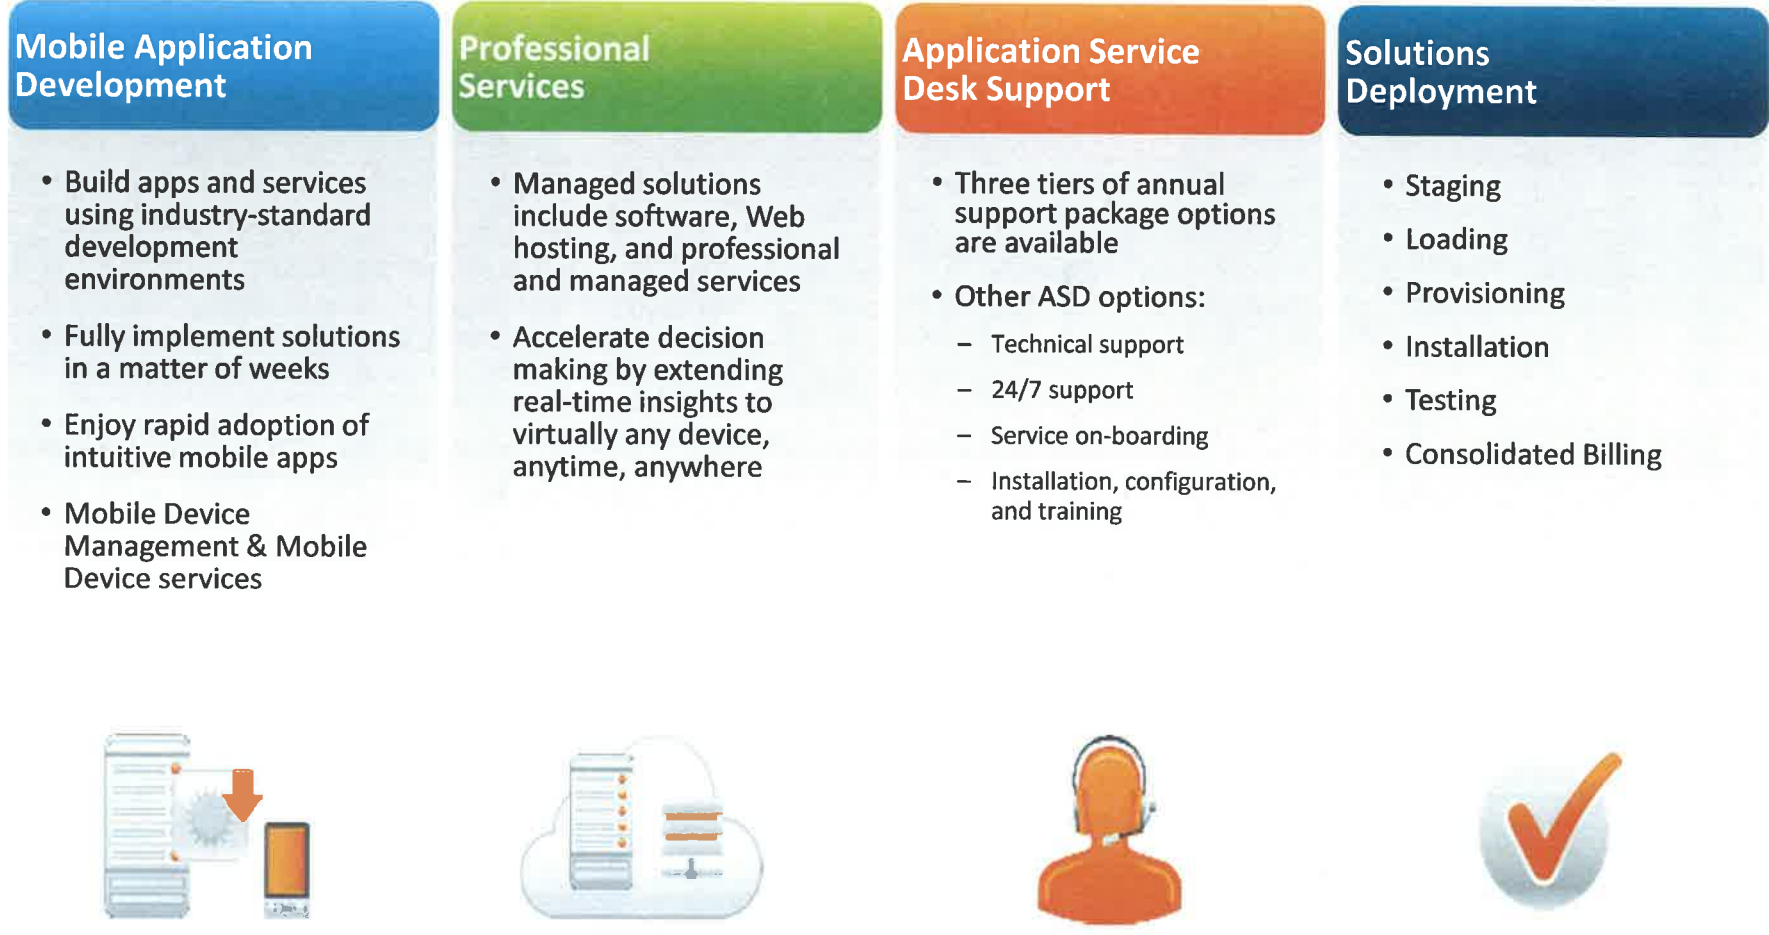 Mobile Application
Development
• Build apps and services
using industry-standard
development
environments
• Fully implement solutions
in a matter of weeks
• Enjoy rapid adoption of
intuitive mobile apps
• Mobile Device
Management & Mobile
Device services
Professional
Services
• Managed solutions
include software, Web
hosting, and professional
and managed services
• Accelerate decision
making by extending
real-time insights to
virtually any device,
anytime, anywhere
Application Service
Desk Support
• Three tiers of annual
support package options
are available
• Other ASD options:
– Technical support
– 24/7 support
– Service on-boarding
– Installation, configuration,
and training
Solutions
Deployment
• Staging
• Loading
• Provisioning
• Installation
• Testing
• Consolidated Billing